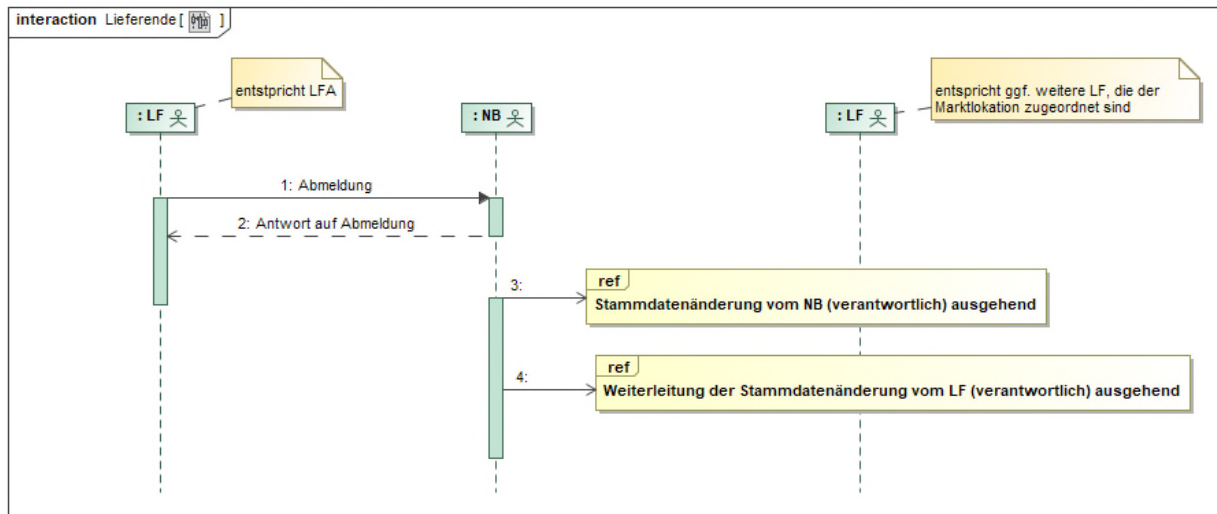 interaction Lieferende [ ]
entstpricht LFA
entspricht ggf. weitere LF, die der
Marktlokation zugeordnet sind
: LF
: NB
: LF
1: Abmeldung
2: Antwort auf Abmeldung
3:
ref
Stammdatenänderung vom NB (verantwortlich) ausgehend
4:
ref
Weiterleitung der Stammdatenänderung vom LF (verantwortlich) ausgehend